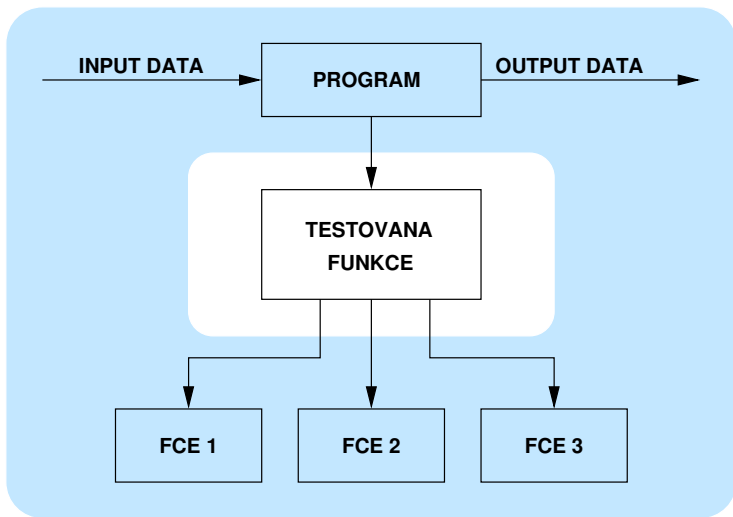 INPUT DATA
PROGRAM
OUTPUT DATA
TESTOVANA
FUNKCE
FCE 1
FCE 2
FCE 3